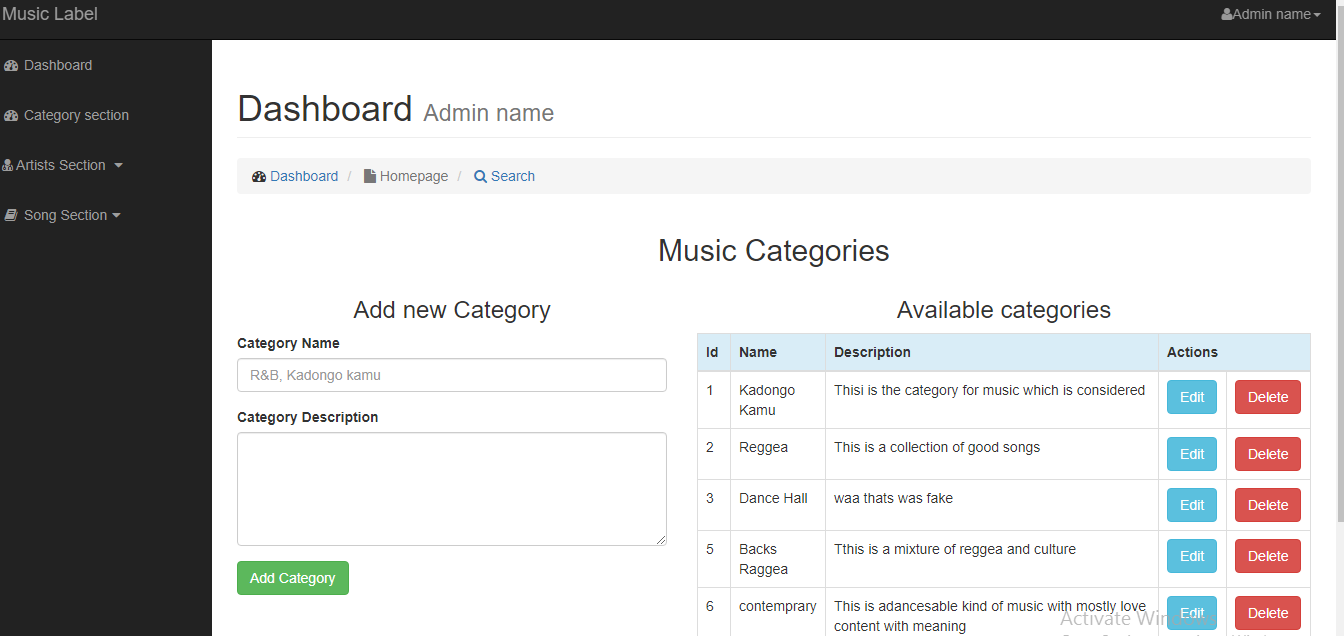 Music Label
Admin name
Dashboard
Category section
Artists Section
Song Section
Dashboard Admin name
Dashboard / Homepage / Search
Music Categories
Add new Category
Category Name
R&B, Kadongo kamu
Category Description
Add Category
Available categories
Id Name Description Actions
1 Kadongo Thisi is the category for music which is considered Edit Delete
Kamu
2 Reggea This is a collection of good songs Edit Delete
3 Dance Hall waa thats was fake Edit Delete
5 Backs Tthis is a mixture of reggea and culture Edit Delete
Raggea
6 contemprary This is adancesable kind of music with mostly love Edit Delete
content with meaning
Activate